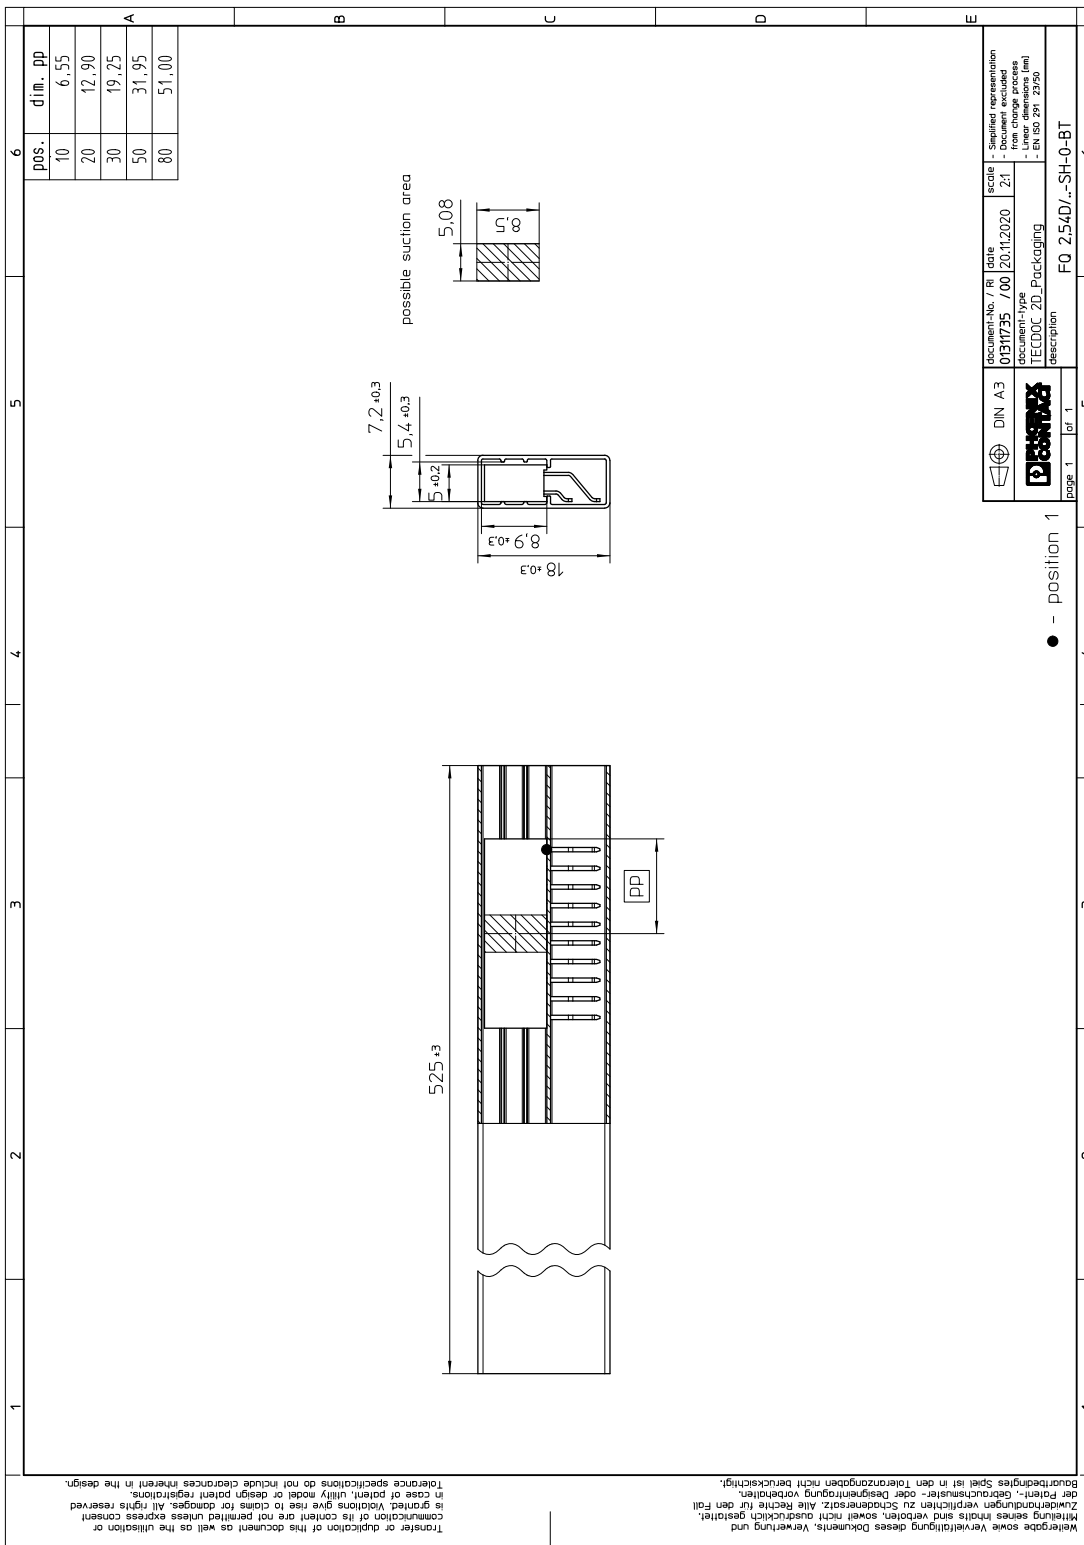 pos. dim. pp
10 6,55
20 12,90
30 19,25
50 31,95
80 51,00
A
B
C
D
E
6
5
4
3
2
1
possible suction area
5,08
8,5
7,2 ±0,3
5,4 ±0,3
5 ±0,2
8,9 ±0,3
18 ±0,3
525 ±3
pp
● - position 1
DIN A3
document-No. / RI
01311735 / 00
date
20.11.2020
scale
2:1
- Simplified representation
- Document excluded
from change process
- Linear dimensions [mm]
- EN ISO 291 23/50
document-type
TECDOC 2D_Packaging
PHOENIX
CONTACT
description
FQ 2,54D/..-SH-0-BT
page 1 of 1
Transfer or duplication of this document as well as the utilisation or
communication of its content are not permitted unless express consent
is granted. Violations give rise to claims for damages. All rights reserved
in case of patent, utility model or design patent registrations.
Tolerance specifications do not include clearances inherent in the design.
Weitergabe sowie Vervielfältigung dieses Dokuments, Verwertung und
Mitteilung seines Inhalts sind verboten, soweit nicht ausdrücklich gestattet.
Zuwiderhandlungen verpflichten zu Schadenersatz. Alle Rechte für den Fall
der Patent-, Gebrauchsmuster- oder Designeintragung vorbehalten.
Bauartbedingtes Spiel ist in den Toleranzangaben nicht berücksichtigt.